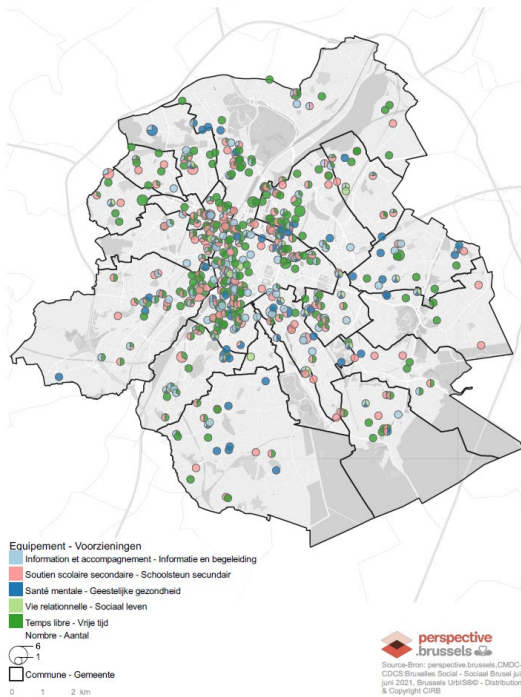 Equipement - Voorzieningen
Information et accompagnement - Informatie en begeleiding
Soutien scolaire secondaire - Schoolsteun secundair
Santé mentale - Geestelijke gezondheid
Vie relationnelle - Sociaal leven
Temps libre - Vrije tijd
Nombre - Aantal
6
1
Commune - Gemeente
0 1 2 km
perspective
.brussels
Source-Bron: perspective.brussels,CMDC-
CDCS:Bruxelles Social - Sociaal Brusel jui
juni 2021, Brussels UrbIS®© - Distribution
& Copyright CIRB